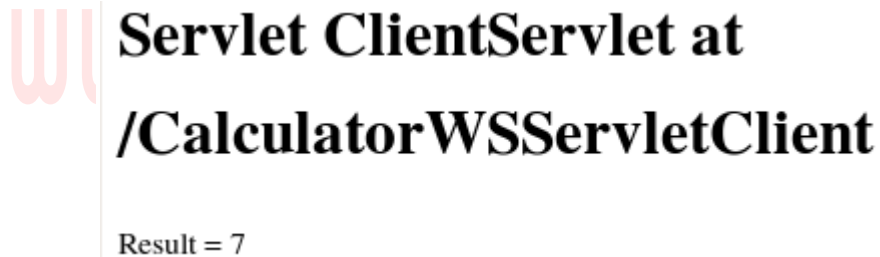 Servlet ClientServlet at
/CalculatorWSServletClient
Result = 7